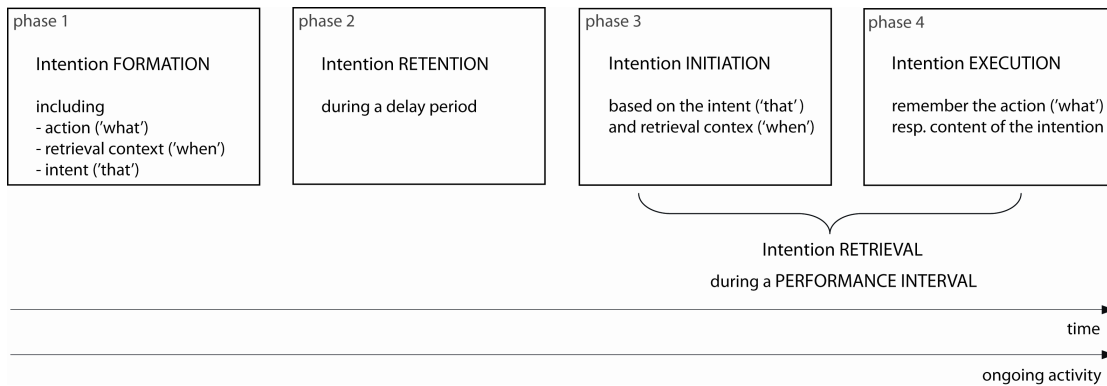 phase 1
Intention FORMATION
including
- action ('what')
- retrieval context ('when')
- intent ('that')
phase 2
Intention RETENTION
during a delay period
phase 3
Intention INITIATION
based on the intent ('that')
and retrieval contex ('when')
phase 4
Intention EXECUTION
remember the action ('what')
resp. content of the intention
Intention RETRIEVAL
during a PERFORMANCE INTERVAL
time
ongoing activity